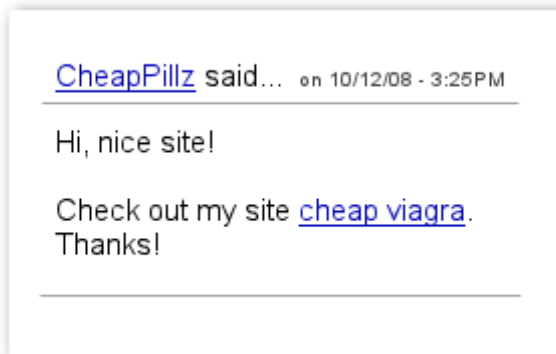 CheapPillz said... on 10/12/08 - 3:25PM
Hi, nice site!
Check out my site cheap viagra.
Thanks!